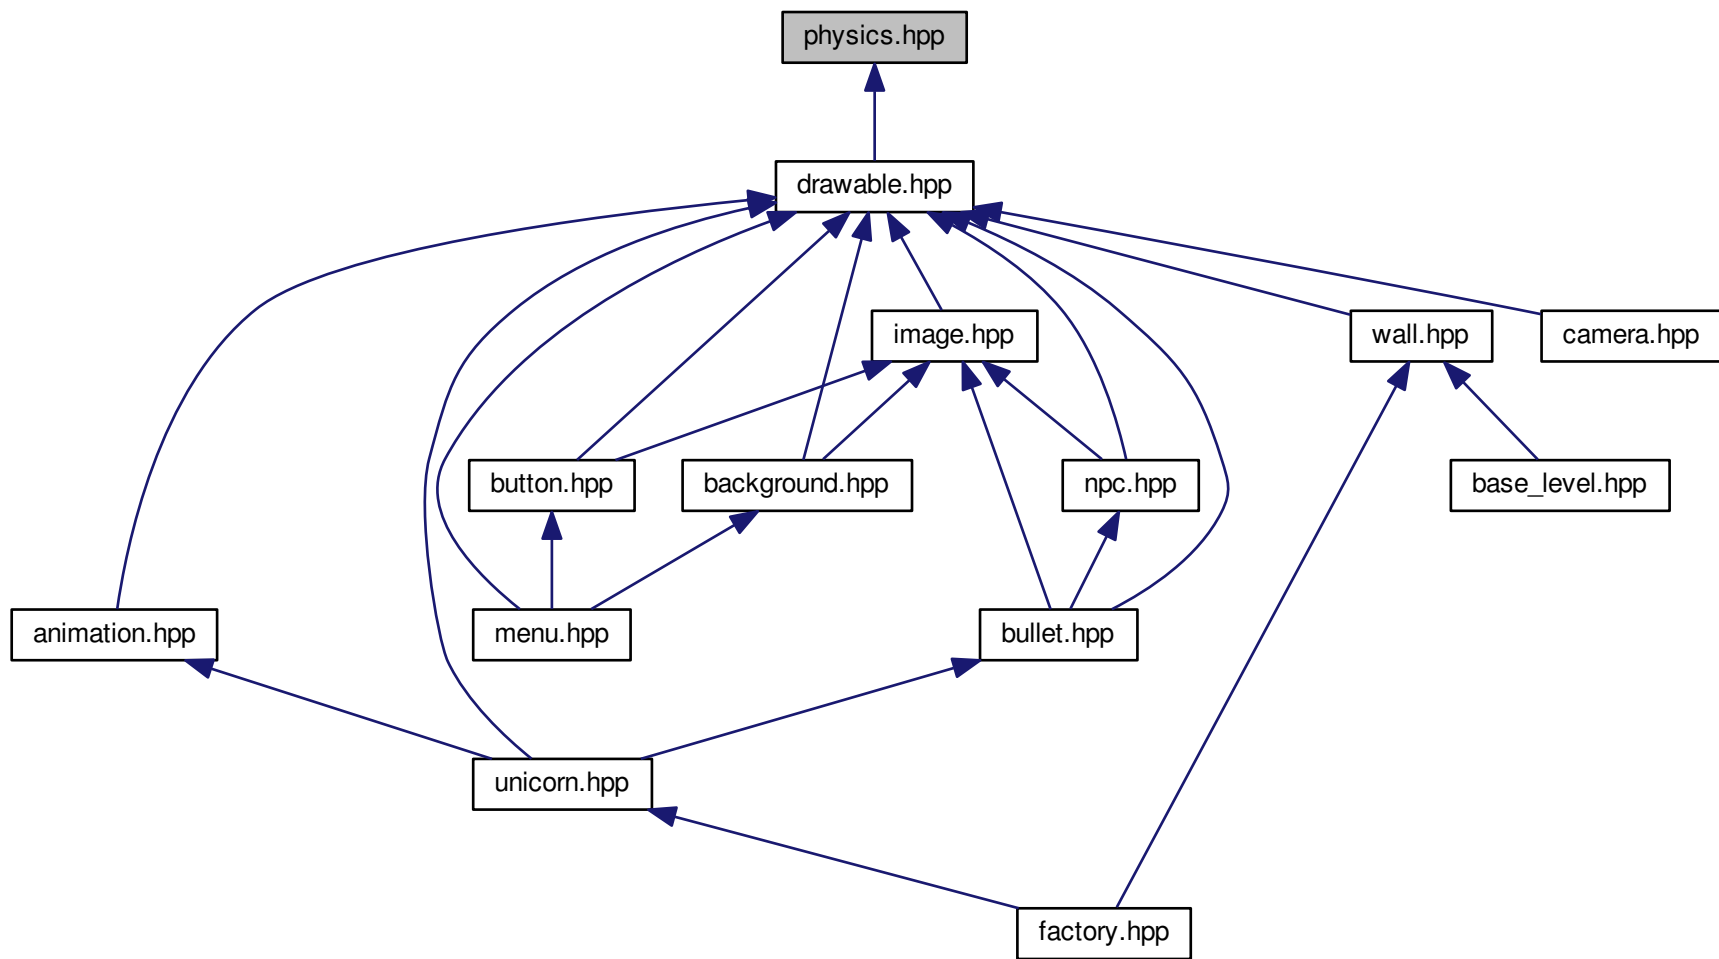 physics.hpp
drawable.hpp
image.hpp
wall.hpp
camera.hpp
button.hpp
background.hpp
npc.hpp
base_level.hpp
animation.hpp
menu.hpp
bullet.hpp
unicorn.hpp
factory.hpp